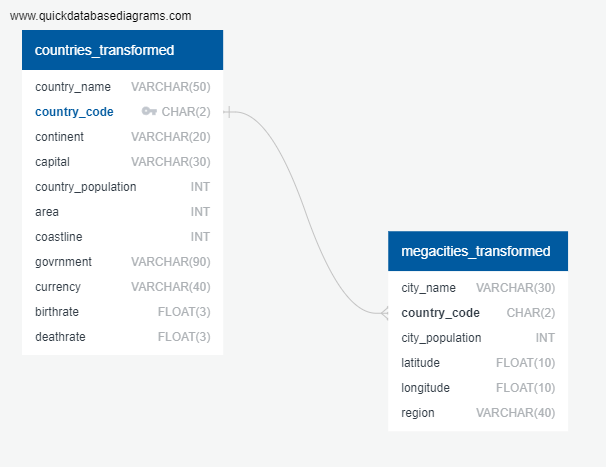 www.quickdatabasediagrams.com
countries_transformed
country_name VARCHAR(50)
country_code CHAR(2)
continent VARCHAR(20)
capital VARCHAR(30)
country_population INT
area INT
coastline INT
govrnment VARCHAR(90)
currency VARCHAR(40)
birthrate FLOAT(3)
deathrate FLOAT(3)
megacities_transformed
city_name VARCHAR(30)
country_code CHAR(2)
city_population INT
latitude FLOAT(10)
longitude FLOAT(10)
region VARCHAR(40)